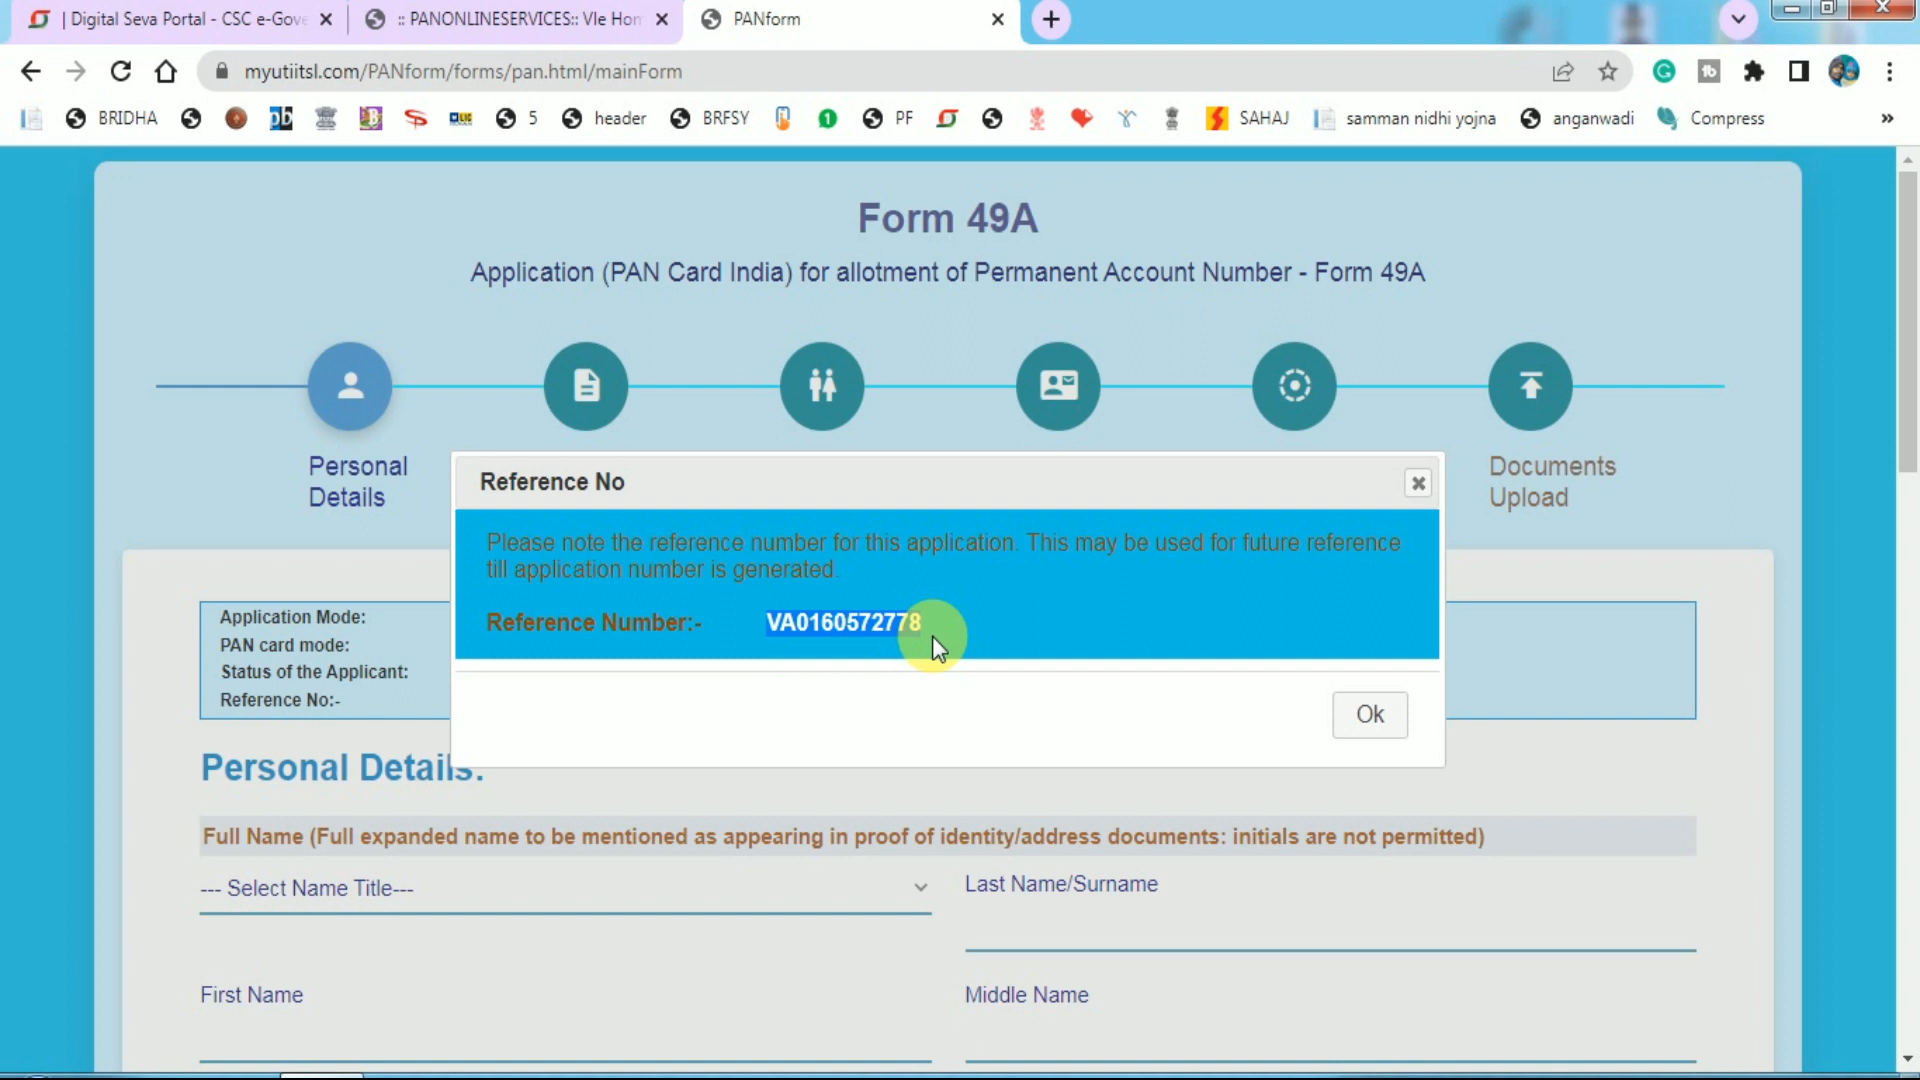 | Digital Seva Portal - CSC e-Gove
:: PANONLINESERVICES:: Vle Hon
PANform
myutiitsl.com/PANform/forms/pan.html/mainForm
BRIDHA
5
header
BRFSY
PF
SAHAJ
samman nidhi yojna
anganwadi
Compress
»
Form 49A
Application (PAN Card India) for allotment of Permanent Account Number - Form 49A
Personal
Details
Documents
Upload
Reference No
Please note the reference number for this application. This may be used for future reference
till application number is generated.
Reference Number:- VA0160572778
Ok
Application Mode:
PAN card mode:
Status of the Applicant:
Reference No:-
Personal Details:
Full Name (Full expanded name to be mentioned as appearing in proof of identity/address documents: initials are not permitted)
--- Select Name Title---
Last Name/Surname
First Name
Middle Name